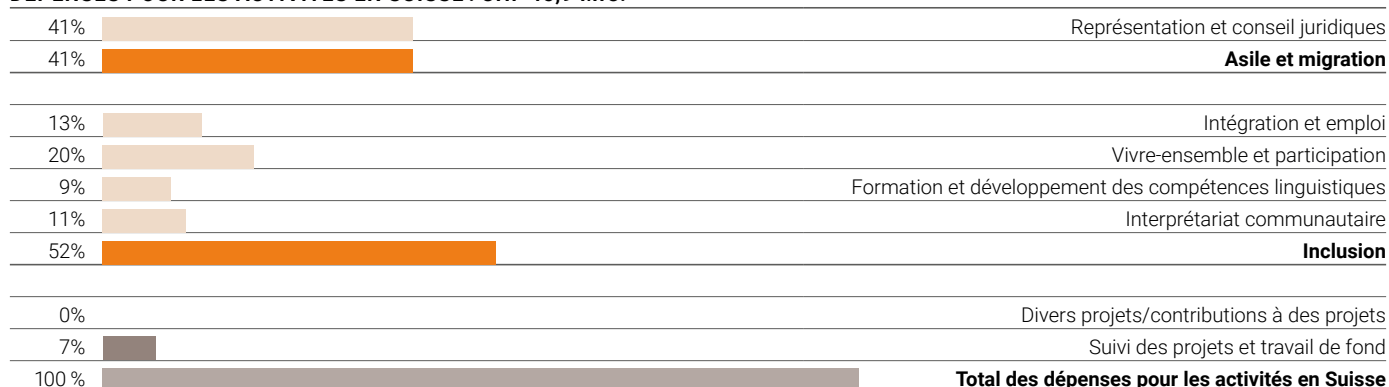 41% Représentation et conseil juridiques
41% Asile et migration
13% Intégration et emploi
20% Vivre-ensemble et participation
9% Formation et développement des compétences linguistiques
11% Interprétariat communautaire
52% Inclusion
0% Divers projets/contributions à des projets
7% Suivi des projets et travail de fond
100 % Total des dépenses pour les activités en Suisse